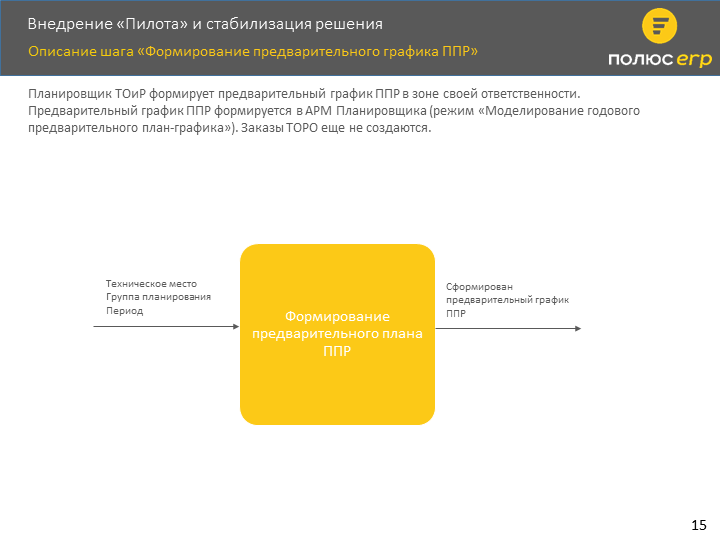 Внедрение «Пилота» и стабилизация решения
Описание шага «Формирование предварительного графика ППР»
ПОЛЮС erp
Планировщик ТОиР формирует предварительный график ППР в зоне своей ответственности.
Предварительный график ППР формируется в АРМ Планировщика (режим «Моделирование годового
предварительного план-графика»). Заказы ТОРО еще не создаются.
Техническое место
Группа планирования
Период
Формирование
предварительного плана
ППР
Сформирован
предварительный график
ППР
15